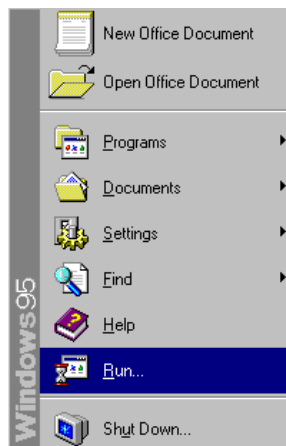 New Office Document
Open Office Document
Programs
Documents
Settings
Find
Help
Run...
Shut Down...
Windows95